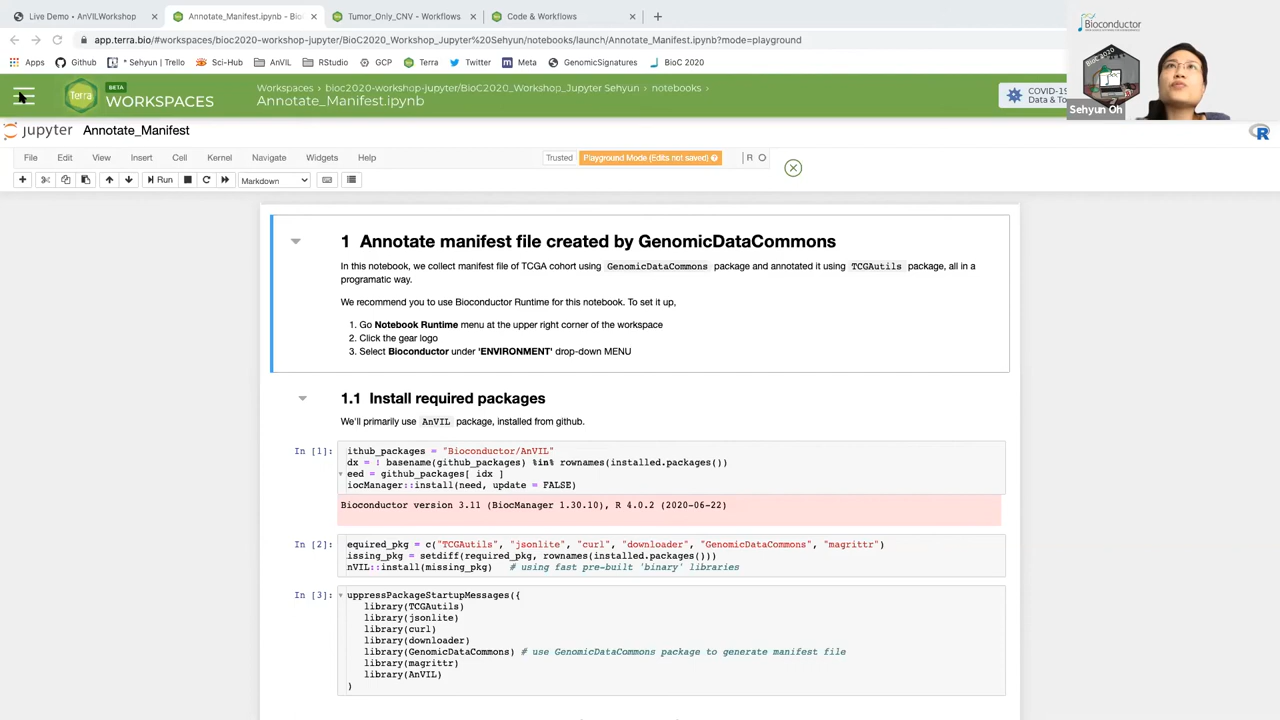 Live Demo • AnVILWorkshop
Annotate_Manifest.ipynb - Bio
Tumor_Only_CNV - Workflows
Code & Workflows
app.terra.bio/#workspaces/bioc2020-workshop-jupyter/BioC2020_Workshop_Jupyter%20Sehyun/notebooks/launch/Annotate_Manifest.ipynb?mode=playground
Apps Github * Sehyun | Trello Sci-Hub AnVIL RStudio GCP Terra Twitter Meta GenomicSignatures BioC 2020
Bioconductor
Terra BETA WORKSPACES
Workspaces › bioc2020-workshop-jupyter/BioC2020_Workshop_Jupyter Sehyun › notebooks ›
Annotate_Manifest.ipynb
COVID-19
Data & To
BioC 2020
Sehyun Oh
jupyter Annotate_Manifest
R
File Edit View Insert Cell Kernel Navigate Widgets Help
Trusted Playground Mode (Edits not saved) R
Run Markdown
1 Annotate manifest file created by GenomicDataCommons
In this notebook, we collect manifest file of TCGA cohort using GenomicDataCommons package and annotated it using TCGAutils package, all in a
programatic way.
We recommend you to use Bioconductor Runtime for this notebook. To set it up,
1. Go Notebook Runtime menu at the upper right corner of the workspace
2. Click the gear logo
3. Select Bioconductor under 'ENVIRONMENT' drop-down MENU
1.1 Install required packages
We'll primarily use AnVIL package, installed from github.
In [1]: ithub_packages = "Bioconductor/AnVIL"
dx = ! basename(github_packages) %in% rownames(installed.packages())
eed = github_packages[ idx ]
iocManager::install(need, update = FALSE)
Bioconductor version 3.11 (BiocManager 1.30.10), R 4.0.2 (2020-06-22)
In [2]: equired_pkg = c("TCGAutils", "jsonlite", "curl", "downloader", "GenomicDataCommons", "magrittr")
issing_pkg = setdiff(required_pkg, rownames(installed.packages()))
nVIL::install(missing_pkg) # using fast pre-built 'binary' libraries
In [3]: uppressPackageStartupMessages({
library(TCGAutils)
library(jsonlite)
library(curl)
library(downloader)
library(GenomicDataCommons) # use GenomicDataCommons package to generate manifest file
library(magrittr)
library(AnVIL)
)